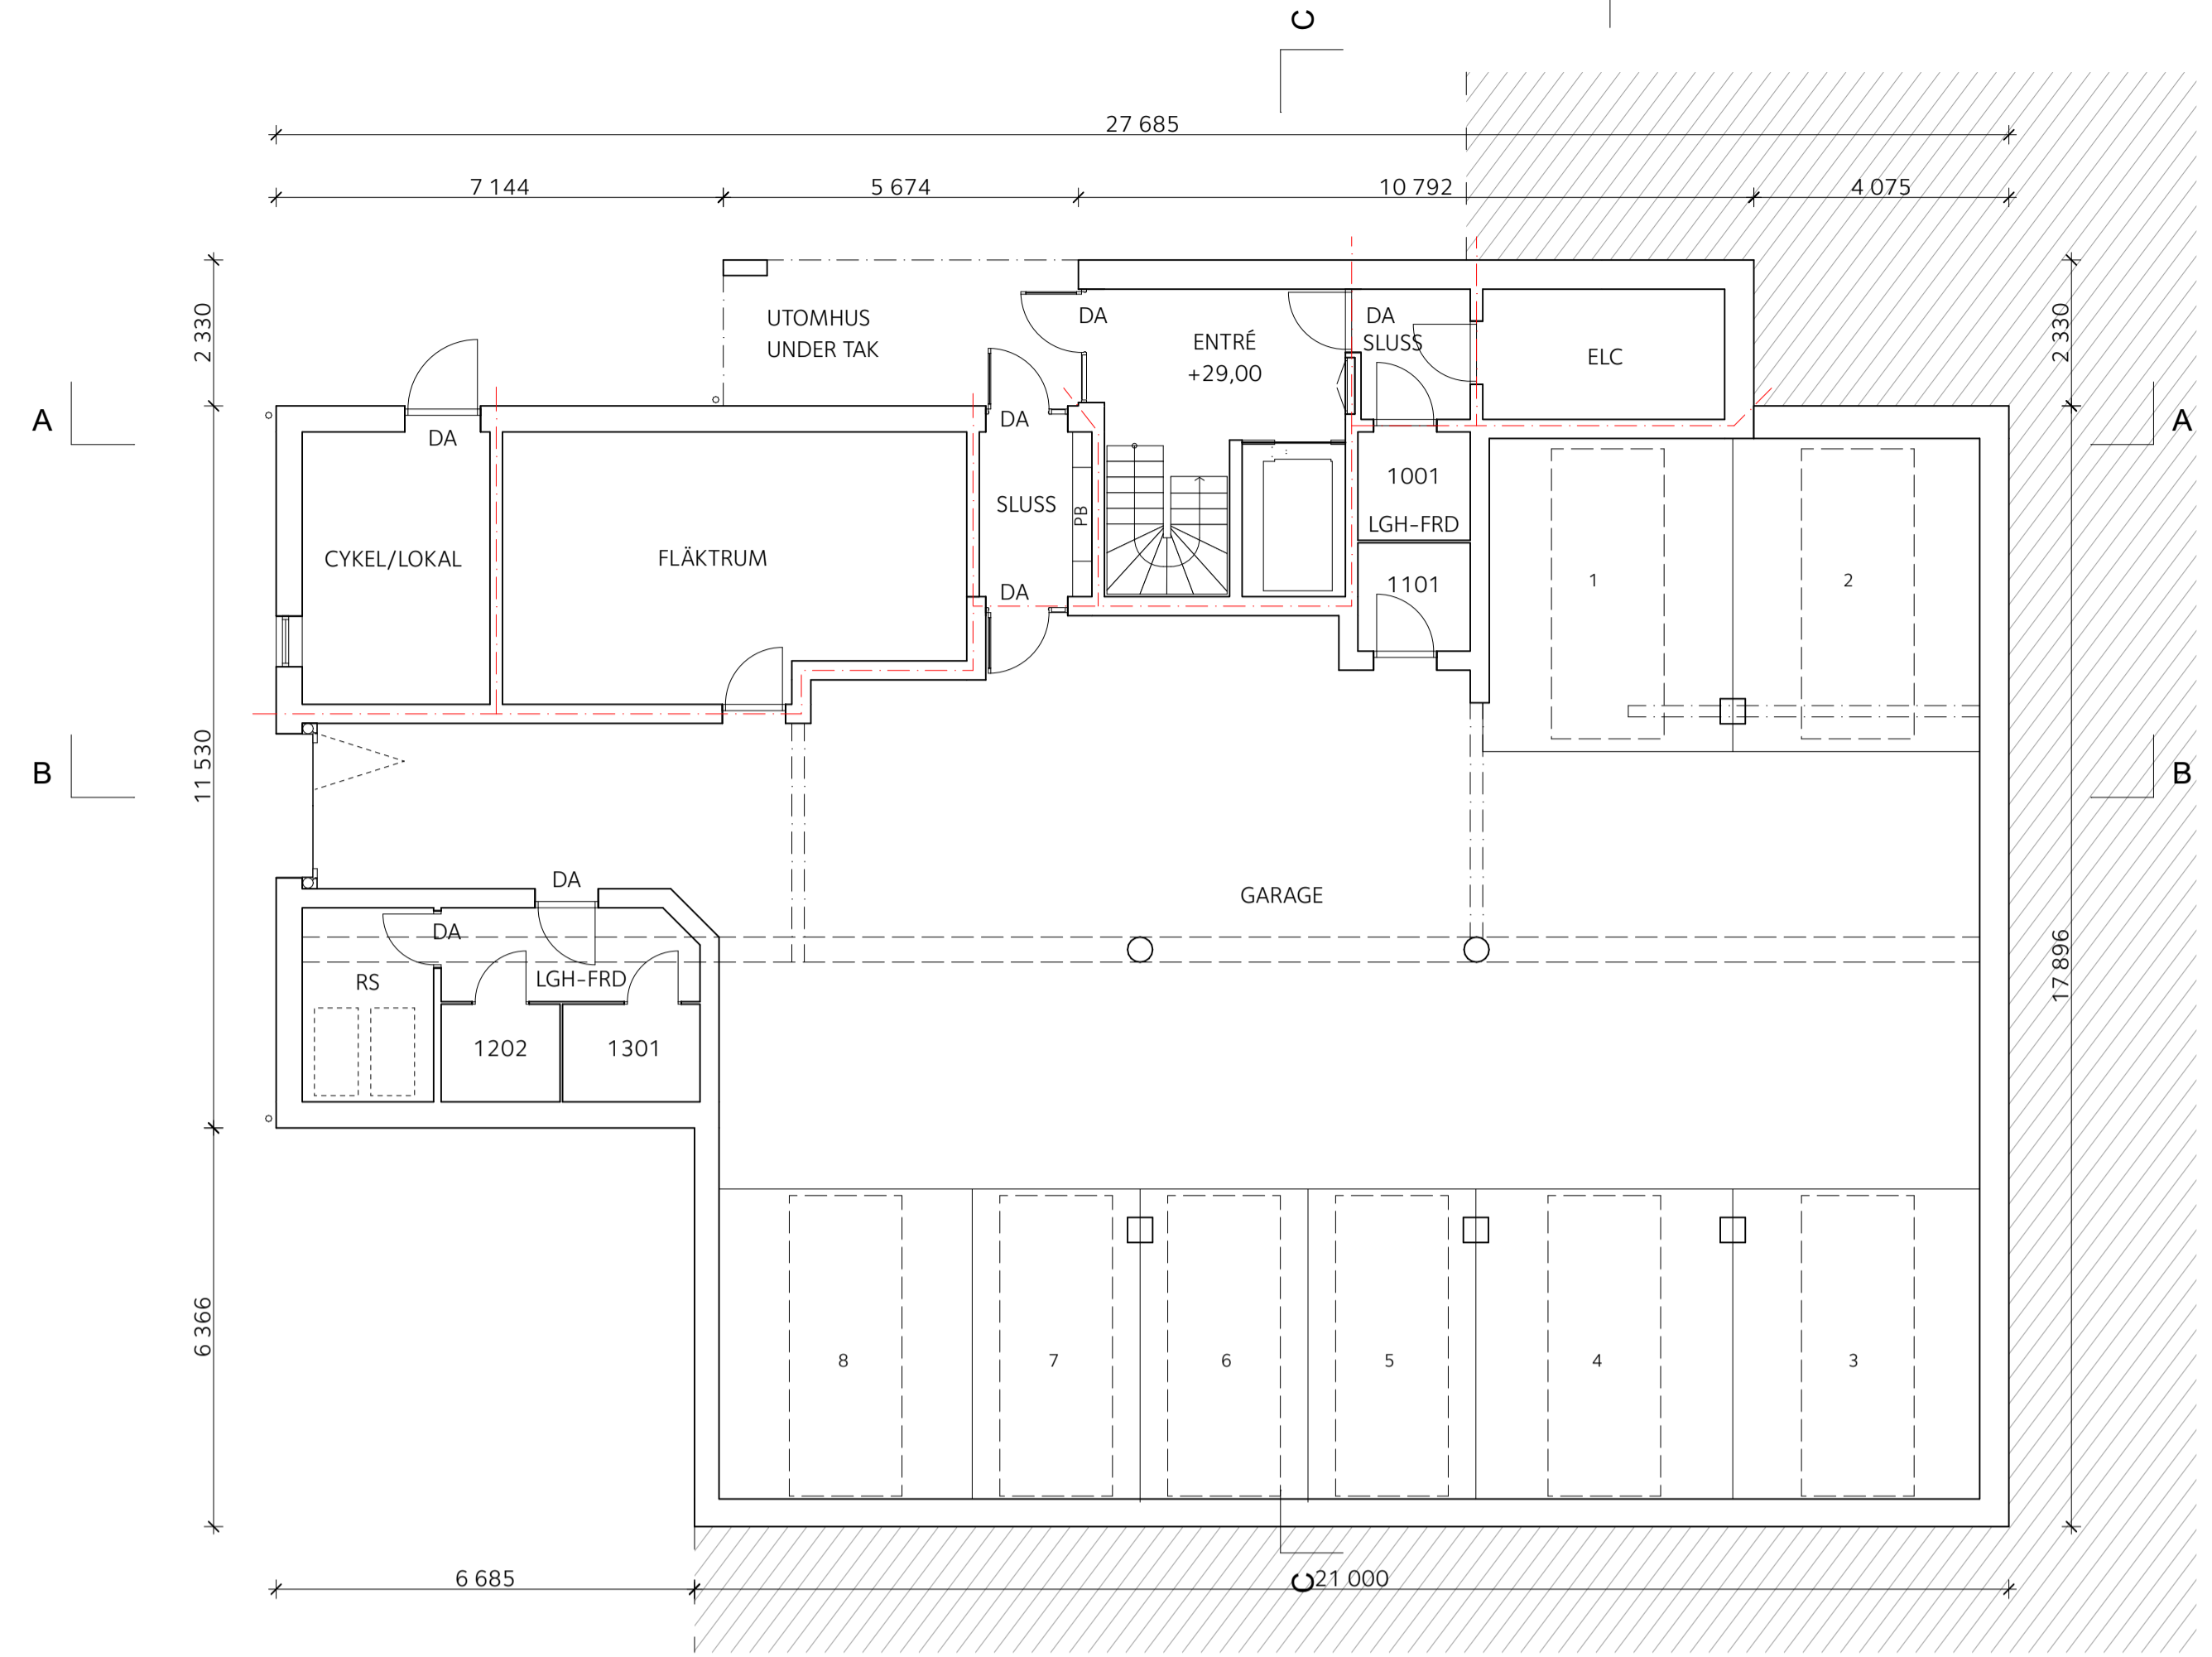 C
27 685
7 144
5 674
10 792
4 075
2 330
2 330
UTOMHUS
UNDER TAK
DA
ENTRÉ
+29,00
DA
SLUSS
ELC
A
A
DA
DA
1001
SLUSS
PB
LGH-FRD
CYKEL/LOKAL
FLÄKTRUM
DA
1101
1
2
11 530
B
B
DA
GARAGE
DA
RS
LGH-FRD
17 896
1202
1301
6 366
8
7
6
5
4
3
6 685
C
21 000